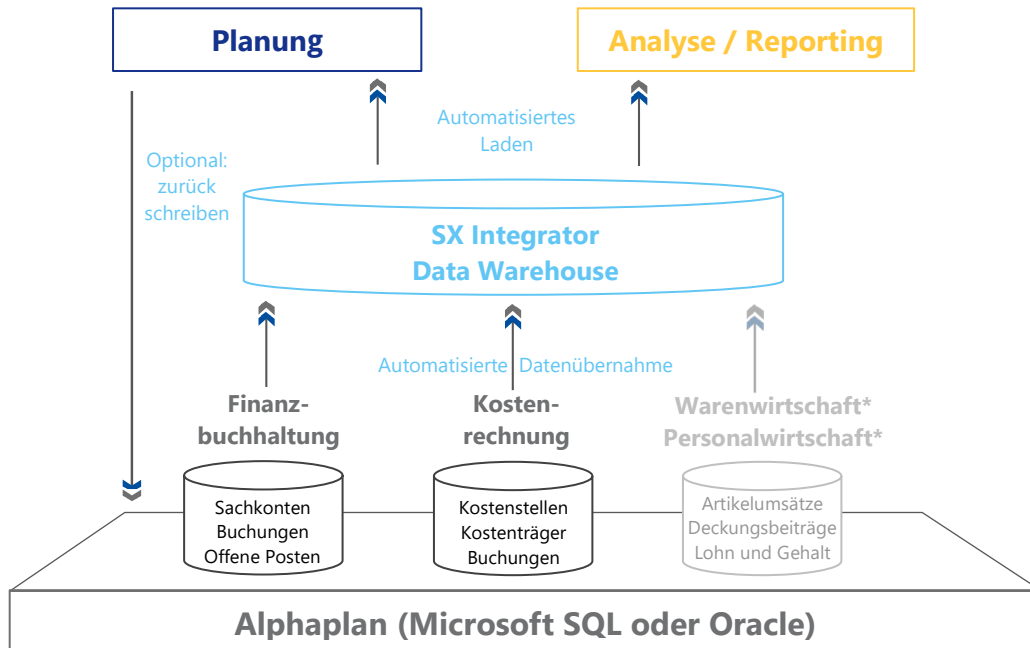 Planung
Analyse / Reporting
Automatisiertes
Laden
Optional:
zurück
schreiben
SX Integrator
Data Warehouse
Automatisierte Datenübernahme
Finanz-
buchhaltung
Kosten-
rechnung
Warenwirtschaft*
Personalwirtschaft*
Sachkonten
Buchungen
Offene Posten
Kostenstellen
Kostenträger
Buchungen
Artikelumsätze
Deckungsbeiträge
Lohn und Gehalt
Alphaplan (Microsoft SQL oder Oracle)